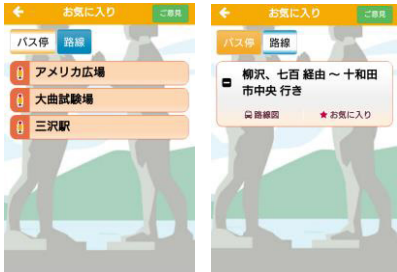 お気に入り
ご意見
バス停
路線
アメリカ広場
大曲試験場
三沢駅
お気に入り
ご意見
バス停
路線
柳沢、七百 経由 ~ 十和田
市中央 行き
路線図
お気に入り